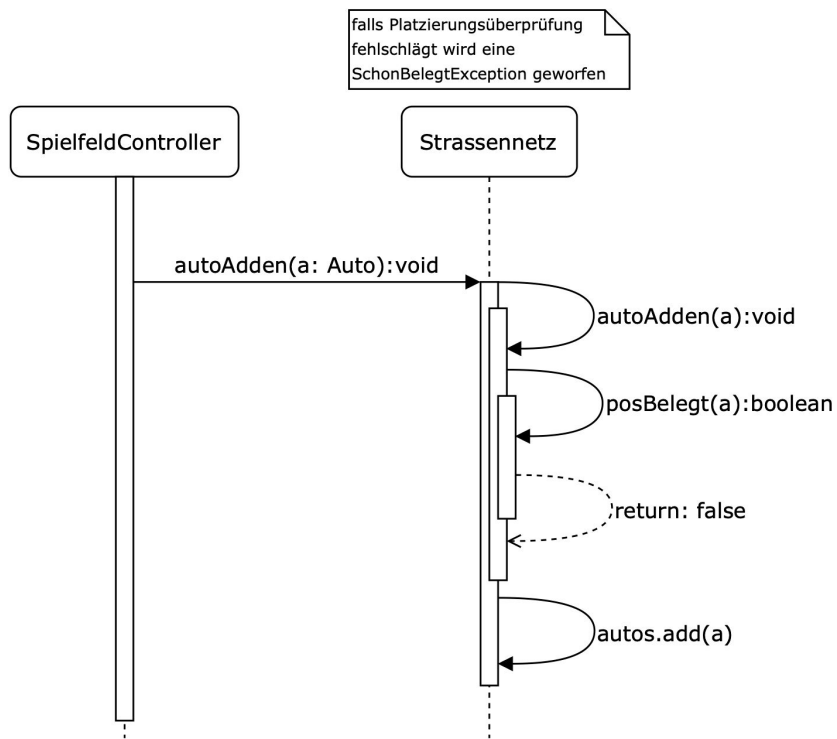 falls Platzierungsüberprüfung
fehlschlägt wird eine
SchonBelegtException geworfen
SpielfeldController
Strassennetz
autoAdden(a: Auto):void
autoAdden(a):void
posBelegt(a):boolean
return: false
autos.add(a)